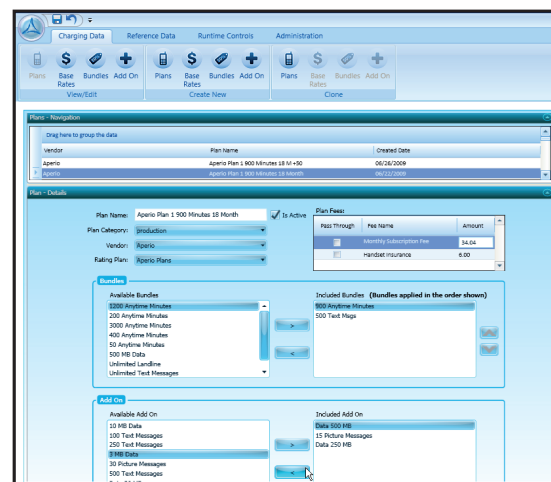 Charging Data Reference Data Runtime Controls Administration
Plans Base Rates Bundles Add On Plans Base Rates Bundles Add On Plans Base Rates Bundles Add On
View/Edit Create New Clone
Plans - Navigation
Drag here to group the data
Vendor Plan Name Created Date
Aperio Aperio Plan 1 900 Minutes 18 M +50 06/26/2009
Aperio Aperio Plan 1 900 Minutes 18 Month 06/22/2009
Plan - Details
Plan Name: Aperio Plan 1 900 Minutes 18 Month Is Active Plan Fees:
Pass Through Fee Name Amount
Plan Category: production
Monthly Subscription Fee 34.04
Vendor: Aperio
Handset Insurance 6.00
Rating Plan: Aperio Plans
Bundles
Available Bundles Included Bundles (Bundles applied in the order shown)
1200 Anytime Minutes 900 Anytime Minutes
200 Anytime Minutes 500 Text Msgs
3000 Anytime Minutes >
400 Anytime Minutes
50 Anytime Minutes
500 MB Data <
Unlimited Landline
Unlimited Text Messages
Add On
Available Add On Included Add On
10 MB Data Data 500 MB
100 Text Messages 15 Picture Messages
250 Text Messages > Data 250 MB
3 MB Data
30 Picture Messages
500 Text Messages <